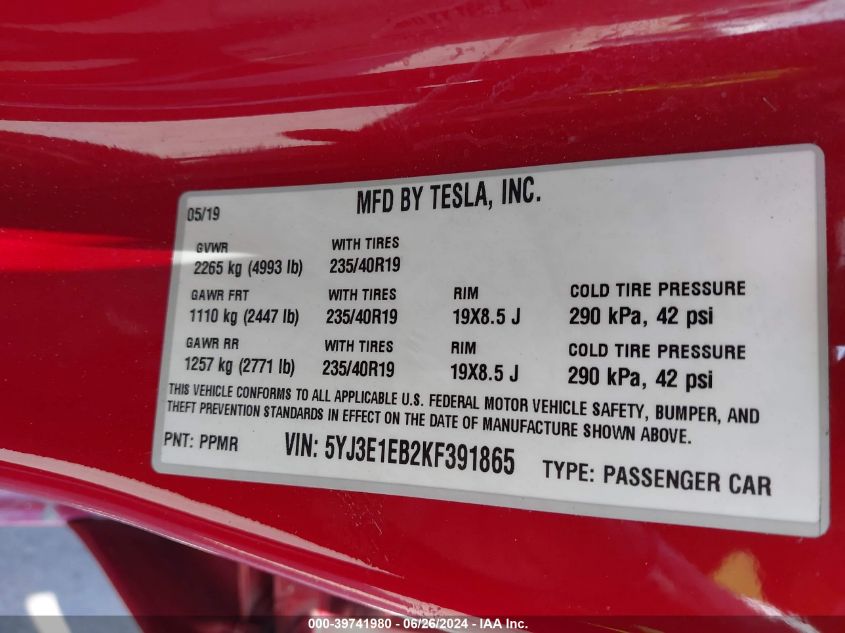 MFD BY TESLA, INC.
05/19
GVWR WITH TIRES
2265 kg (4993 lb) 235/40R19
GAWR FRT WITH TIRES RIM COLD TIRE PRESSURE
1110 kg (2447 lb) 235/40R19 19X8.5 J 290 kPa, 42 psi
GAWR RR WITH TIRES RIM COLD TIRE PRESSURE
1257 kg (2771 lb) 235/40R19 19X8.5 J 290 kPa, 42 psi
THIS VEHICLE CONFORMS TO ALL APPLICABLE U.S. FEDERAL MOTOR VEHICLE SAFETY, BUMPER, AND
THEFT PREVENTION STANDARDS IN EFFECT ON THE DATE OF MANUFACTURE SHOWN ABOVE.
PNT: PPMR VIN: 5YJ3E1EB2KF391865 TYPE: PASSENGER CAR
000-39741980 - 06/26/2024 - IAA Inc.